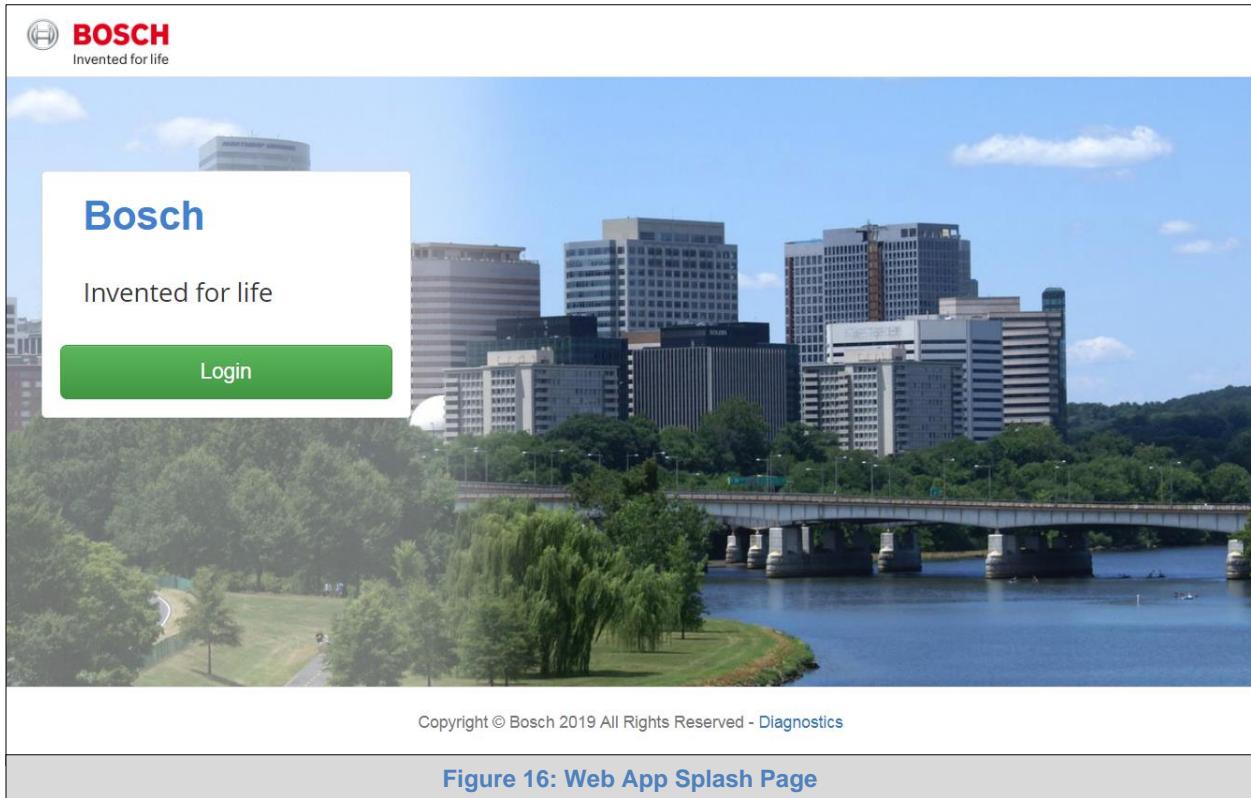 BOSCH
Invented for life
Bosch
Invented for life
Login
Copyright © Bosch 2019 All Rights Reserved - Diagnostics
Figure 16: Web App Splash Page